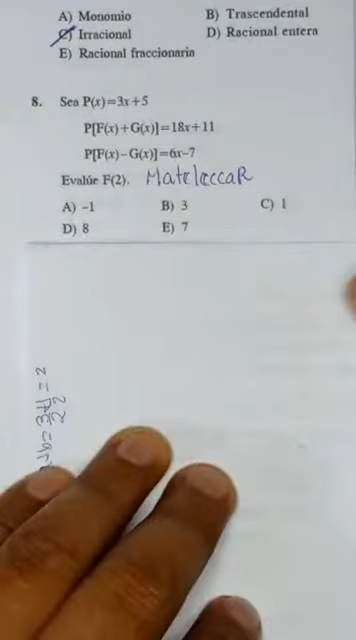 A) Monomio B) Trascendental
C) Irracional D) Racional entera
E) Racional fraccionaria
8. Sea P(x)=3x+5
P[F(x)+G(x)]=18x+11
P[F(x)-G(x)]=6x-7
Evalúe F(2). MateleccaR
A) -1 B) 3 C) 1
D) 8 E) 7